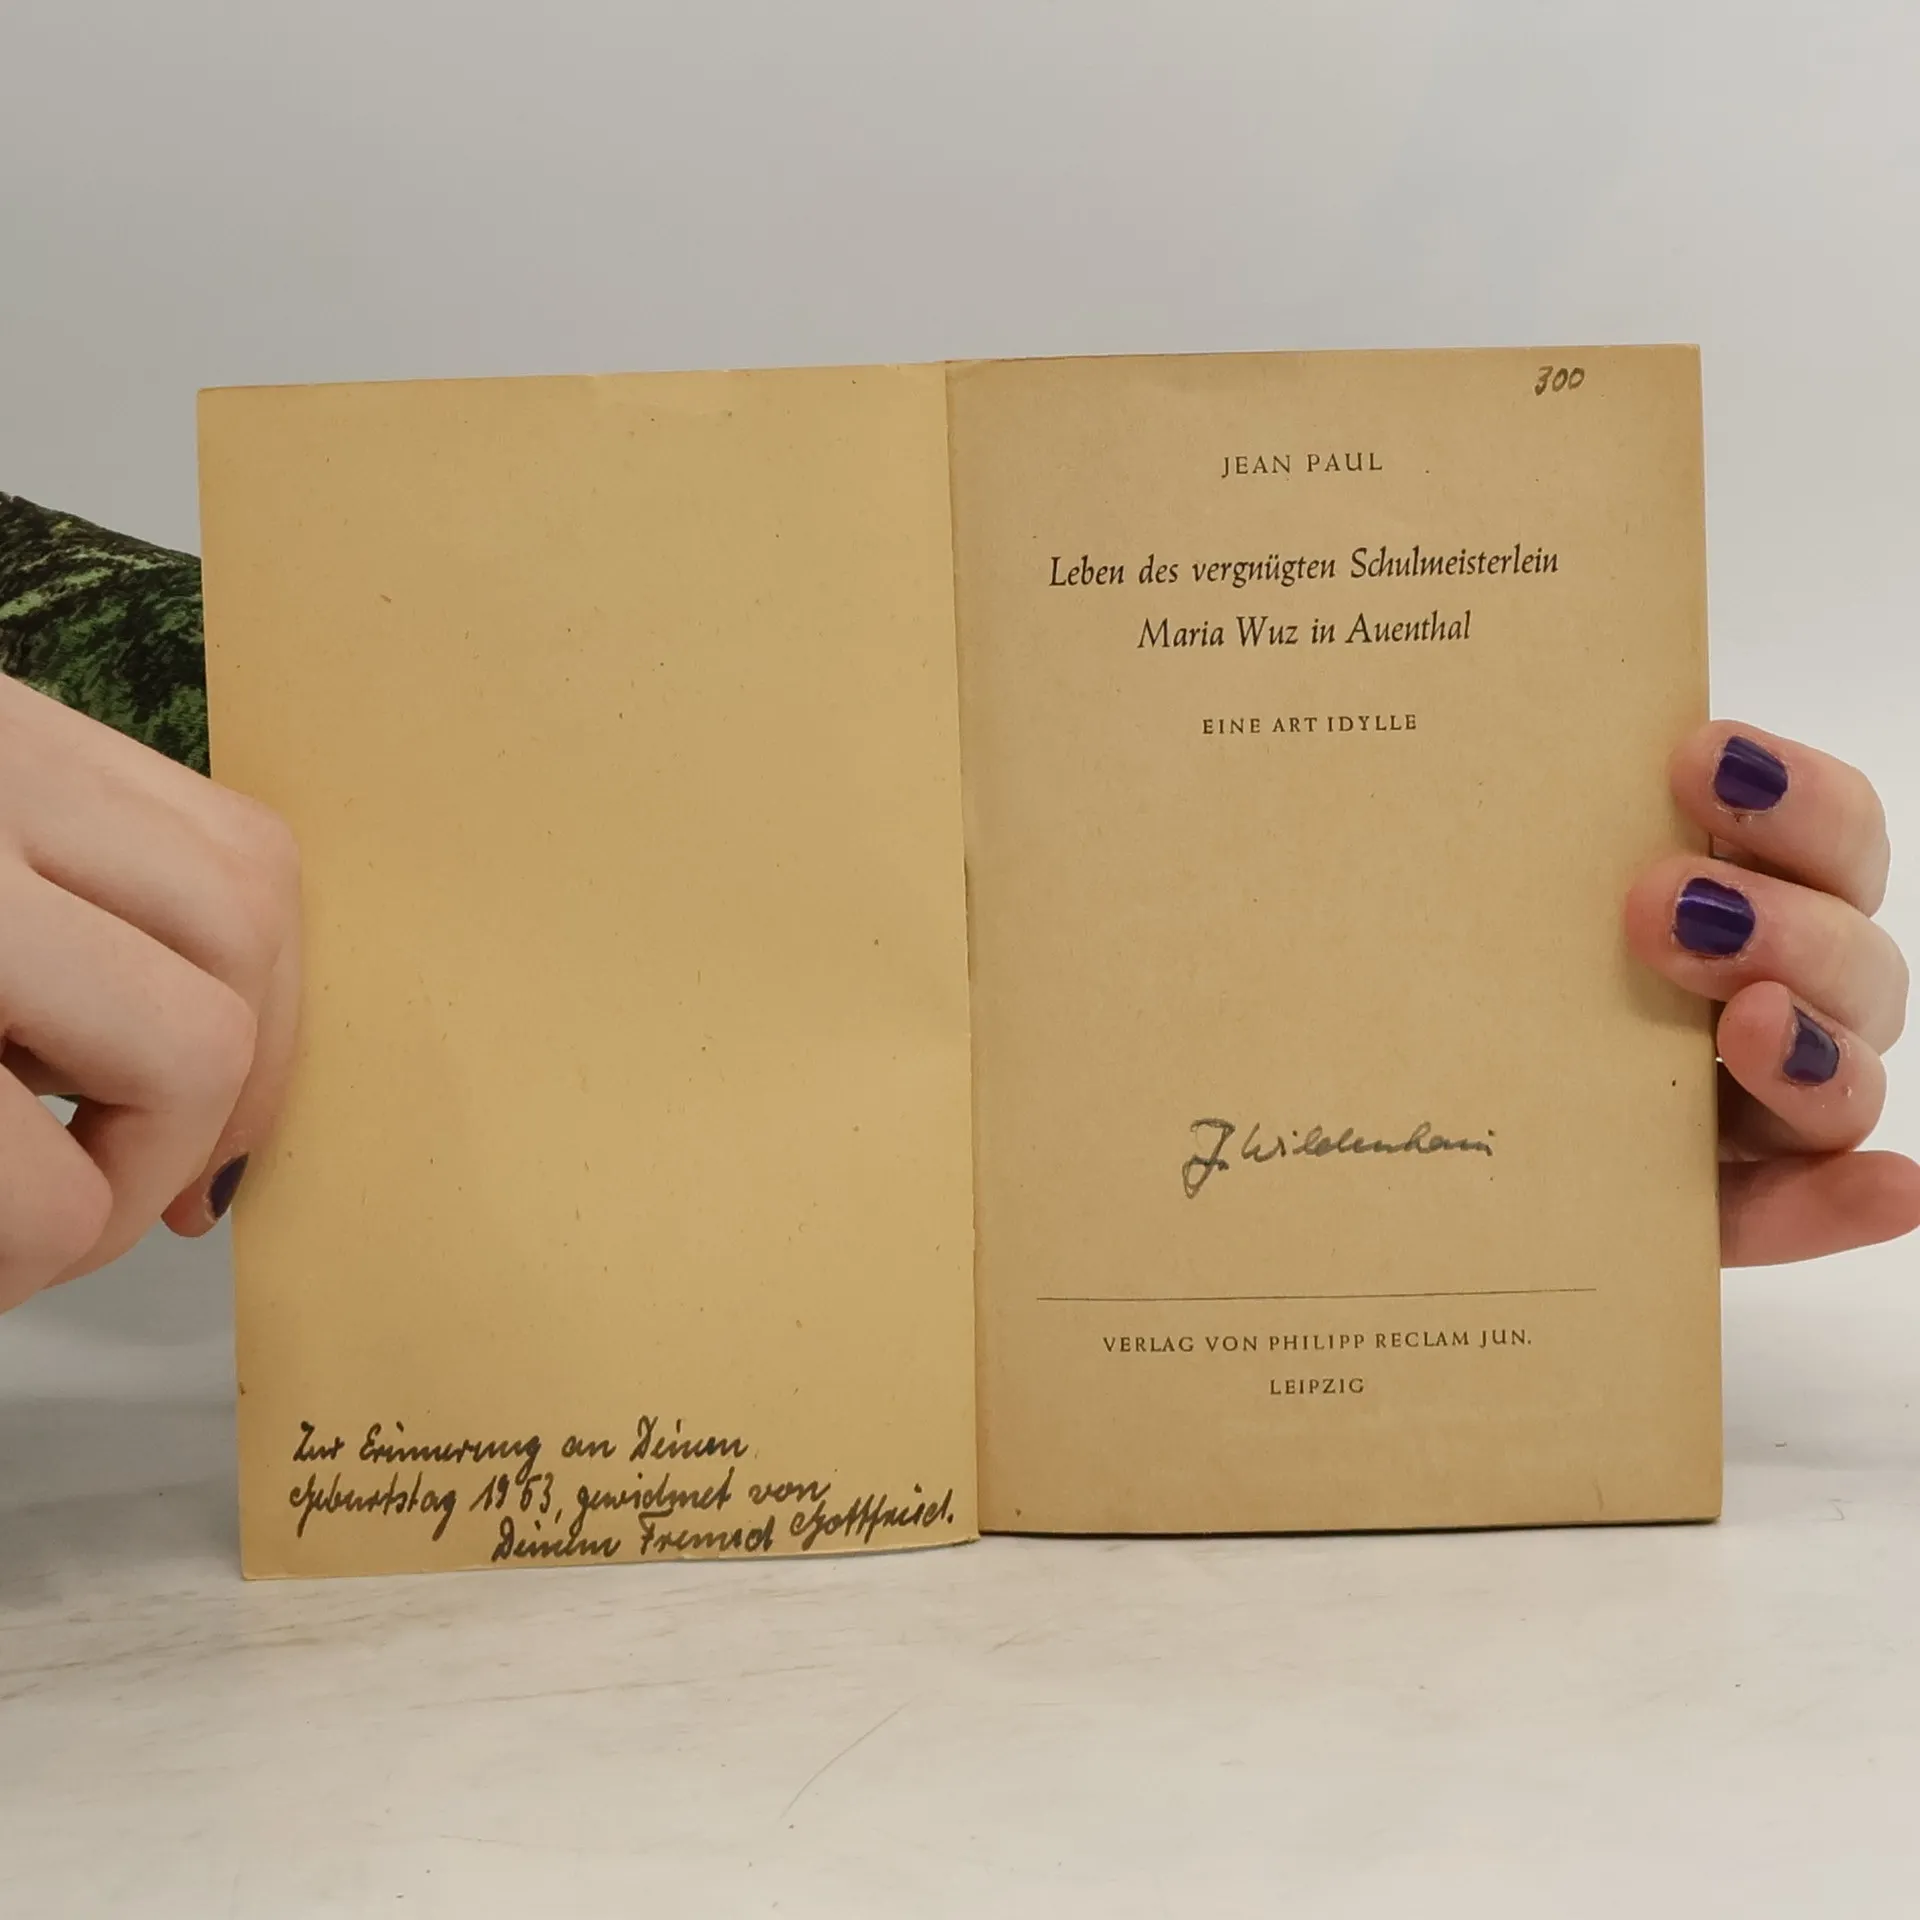 Zur Erinnerung an Deinen
Geburtstag 1953, gewidmet von
Deinem Freund Gottfried.
300
JEAN PAUL
Leben des vergnügten Schulmeisterlein
Maria Wuz in Auenthal
EINE ART IDYLLE
J. Wildenhain
VERLAG VON PHILIPP RECLAM JUN.
LEIPZIG